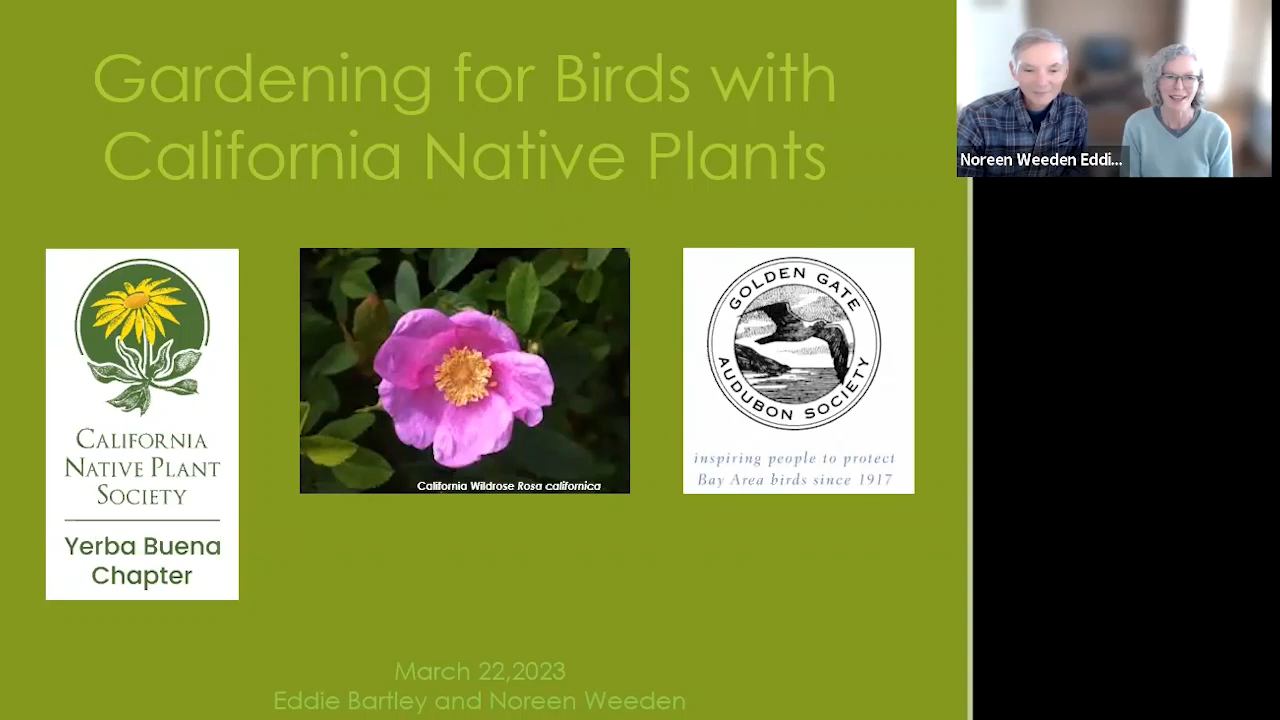 Gardening for Birds with
California Native Plants
Noreen Weeden Eddi...
CALIFORNIA
NATIVE PLANT
SOCIETY
Yerba Buena
Chapter
California Wildrose Rosa californica
GOLDEN GATE
AUDUBON SOCIETY
inspiring people to protect
Bay Area birds since 1917
March 22,2023
Eddie Bartley and Noreen Weeden